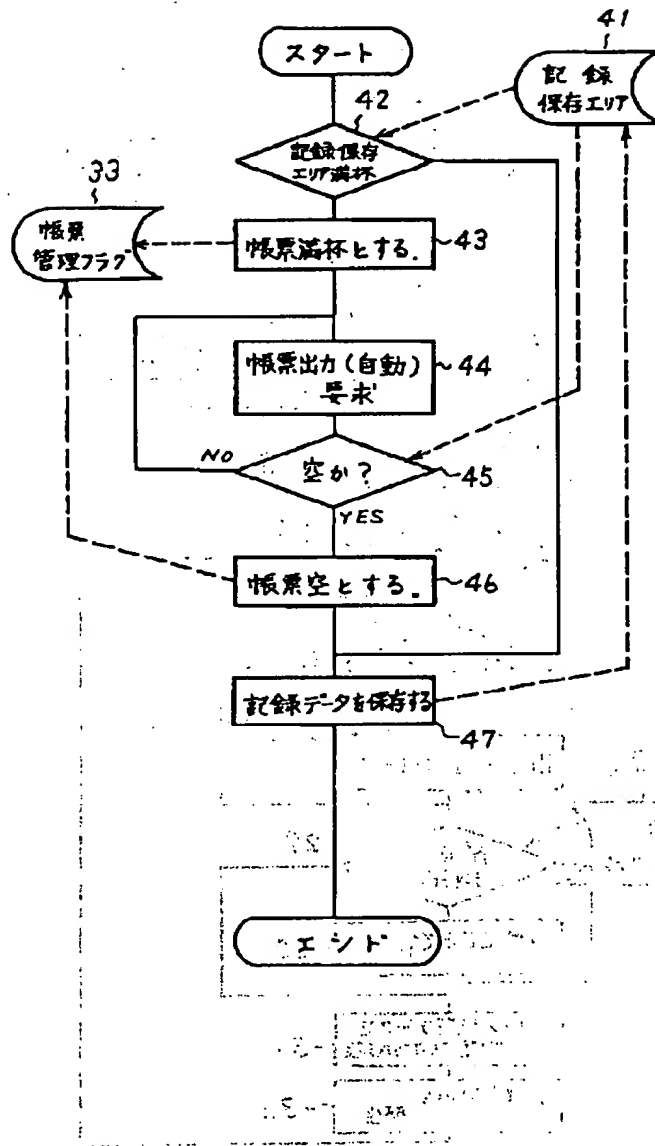 41
スタート
記録
保存エリア
42
記録保存
エリア満杯
33
帳票
管理フラグ
帳票満杯とする.
43
帳票出力(自動)
要求
44
NO
空か?
45
YES
帳票空とする.
46
記録データを保存する
47
エンド